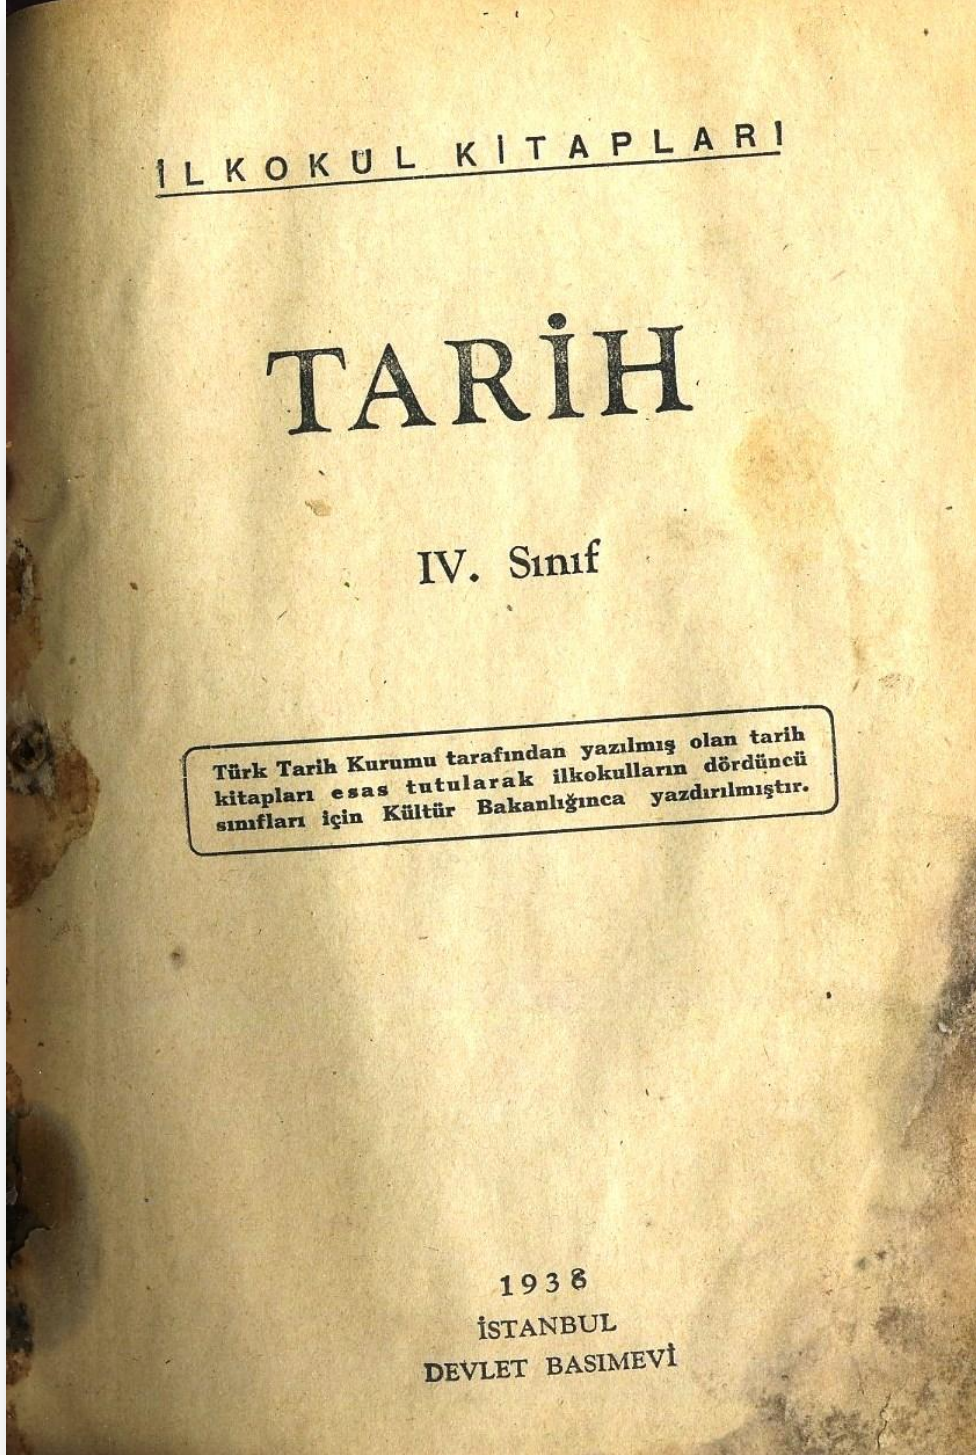 İLKOKUL KİTAPLARI
TARİH
IV. Sınıf
Türk Tarih Kurumu tarafından yazılmış olan tarih
kitapları esas tutularak ilkokulların dördüncü
sınıfları için Kültür Bakanlığınca yazdırılmıştır.
1938
İSTANBUL
DEVLET BASIMEVİ